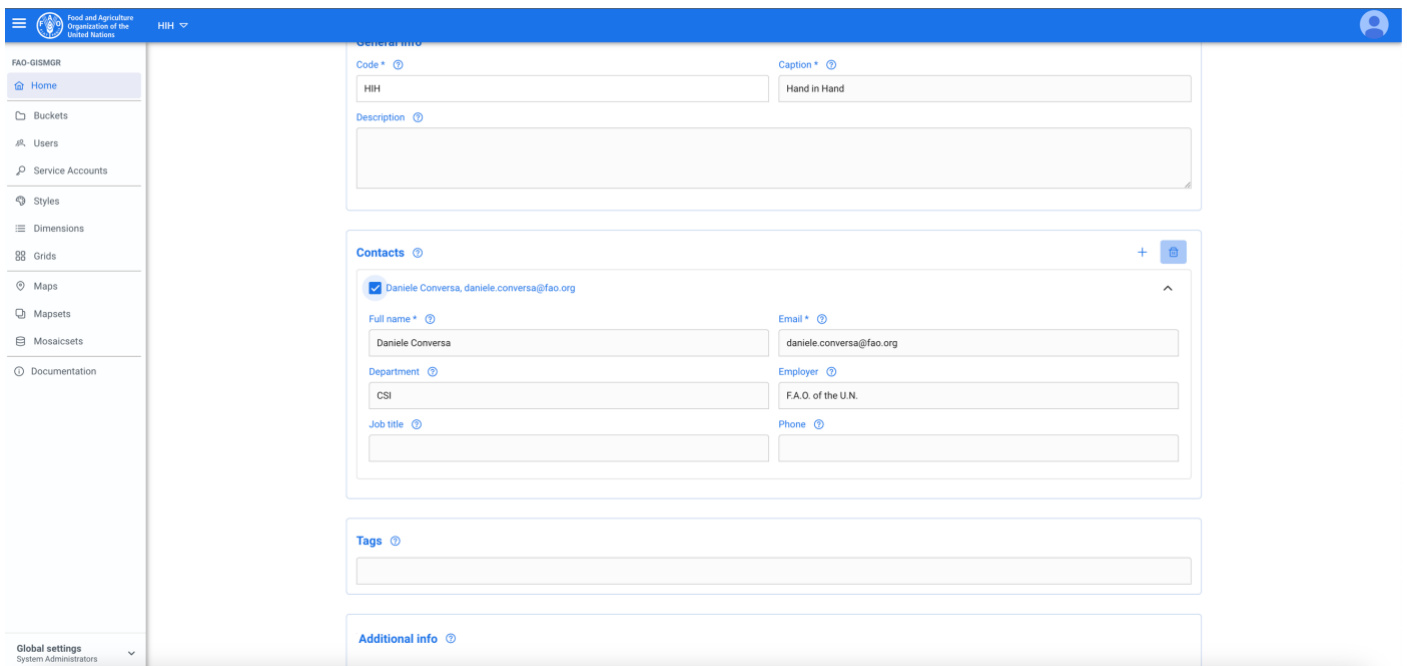 Food and Agriculture
Organization of the
United Nations
HIH
FAO-GISMGR
Home
Buckets
Users
Service Accounts
Styles
Dimensions
Grids
Maps
Mapsets
Mosaicsets
Documentation
Global settings
System Administrators
General info
Code *
Caption *
HIH
Hand in Hand
Description
Contacts
Daniele Conversa, daniele.conversa@fao.org
Full name *
Email *
Daniele Conversa
daniele.conversa@fao.org
Department
Employer
CSI
F.A.O. of the U.N.
Job title
Phone
Tags
Additional info